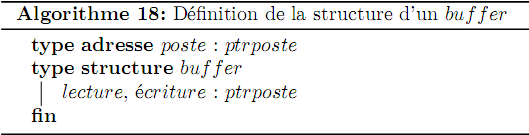 Algorithme 18: Définition de la structure d'un buffer
type adresse poste : ptrposte
type structure buffer
lecture, écriture : ptrposte
fin